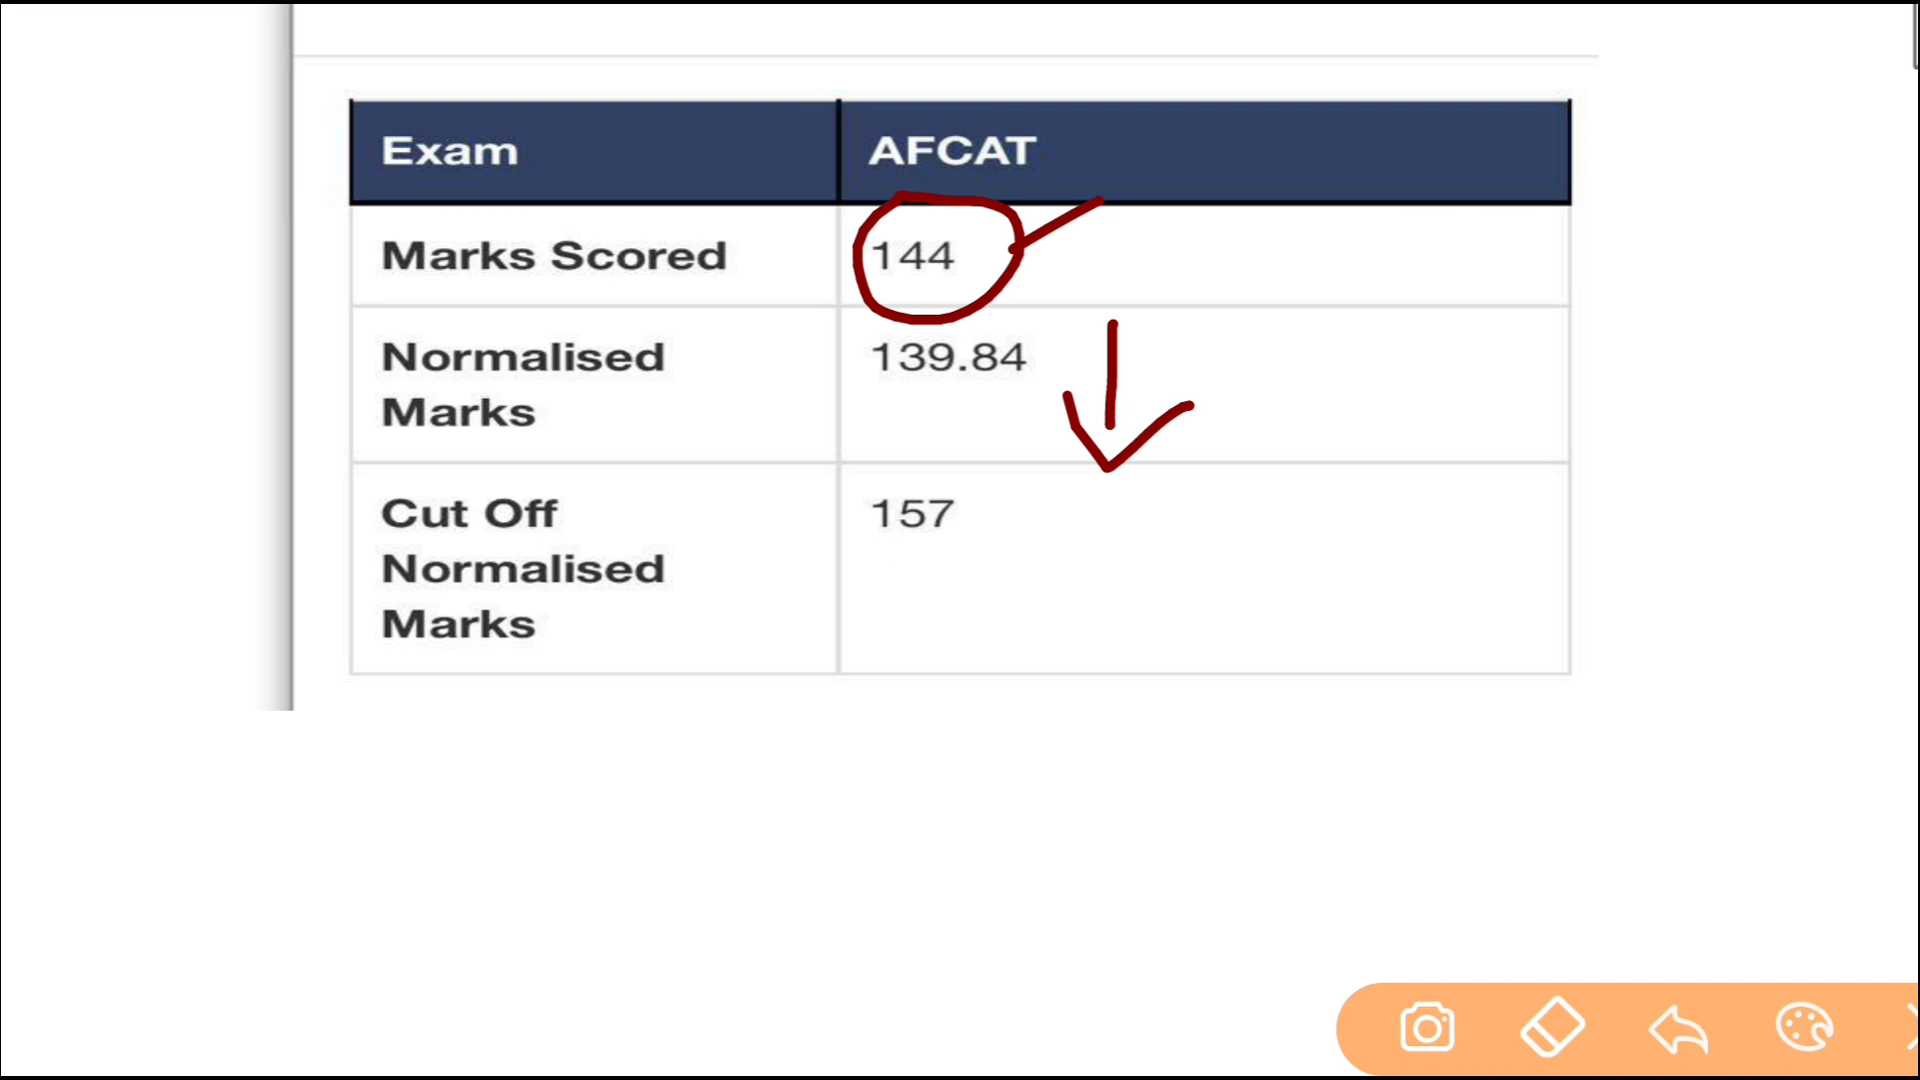 Exam AFCAT
Marks Scored 144
Normalised 139.84
Marks
Cut Off 157
Normalised
Marks